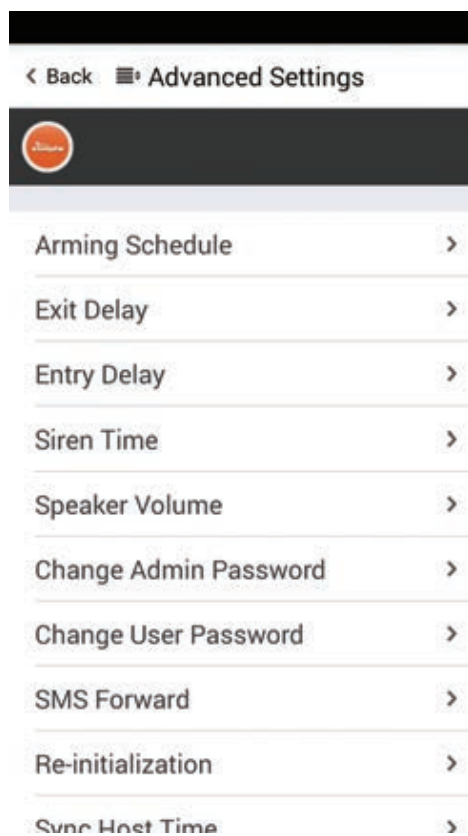 Back Advanced Settings
Arming Schedule
Exit Delay
Entry Delay
Siren Time
Speaker Volume
Change Admin Password
Change User Password
SMS Forward
Re-initialization
Sync Host Time